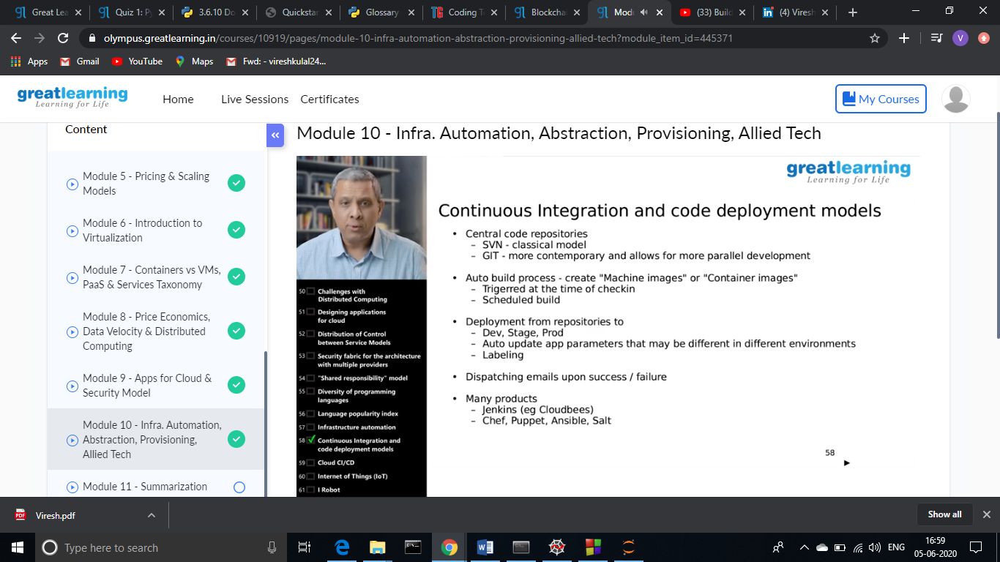 Great Lea
Quiz 1: Py
3.6.10 Do
Quickstar
Glossary
Coding T
Blockchai
Modu
(33) Build
(4) Viresh
olympus.greatlearning.in/courses/10919/pages/module-10-infra-automation-abstraction-provisioning-allied-tech?module_item_id=445371
V
Apps
Gmail
YouTube
Maps
Fwd: - vireshkulal24...
greatlearning
Learning for Life
Home
Live Sessions
Certificates
My Courses
Content
Module 5 - Pricing & Scaling
Models
Module 6 - Introduction to
Virtualization
Module 7 - Containers vs VMs,
PaaS & Services Taxonomy
Module 8 - Price Economics,
Data Velocity & Distributed
Computing
Module 9 - Apps for Cloud &
Security Model
Module 10 - Infra. Automation,
Abstraction, Provisioning,
Allied Tech
Module 11 - Summarization
«
Module 10 - Infra. Automation, Abstraction, Provisioning, Allied Tech
50 Challenges with
Distributed Computing
51 Designing applications
for cloud
52 Distribution of Control
between Service Models
53 Security fabric for the architecture
with multiple providers
54 "Shared responsibility" model
55 Diversity of programming
languages
56 Language popularity index
57 Infrastructure automation
58 Continuous Integration and
code deployment models
59 Cloud CI/CD
60 Internet of Things (IoT)
61 I Robot
greatlearning
Learning for Life
Continuous Integration and code deployment models
• Central code repositories
– SVN - classical model
– GIT - more contemporary and allows for more parallel development
• Auto build process - create "Machine images" or "Container images"
– Trigerred at the time of checkin
– Scheduled build
• Deployment from repositories to
– Dev, Stage, Prod
– Auto update app parameters that may be different in different environments
– Labeling
• Dispatching emails upon success / failure
• Many products
– Jenkins (eg Cloudbees)
– Chef, Puppet, Ansible, Salt
58
Viresh.pdf
Show all
Type here to search
ENG
16:59
05-06-2020